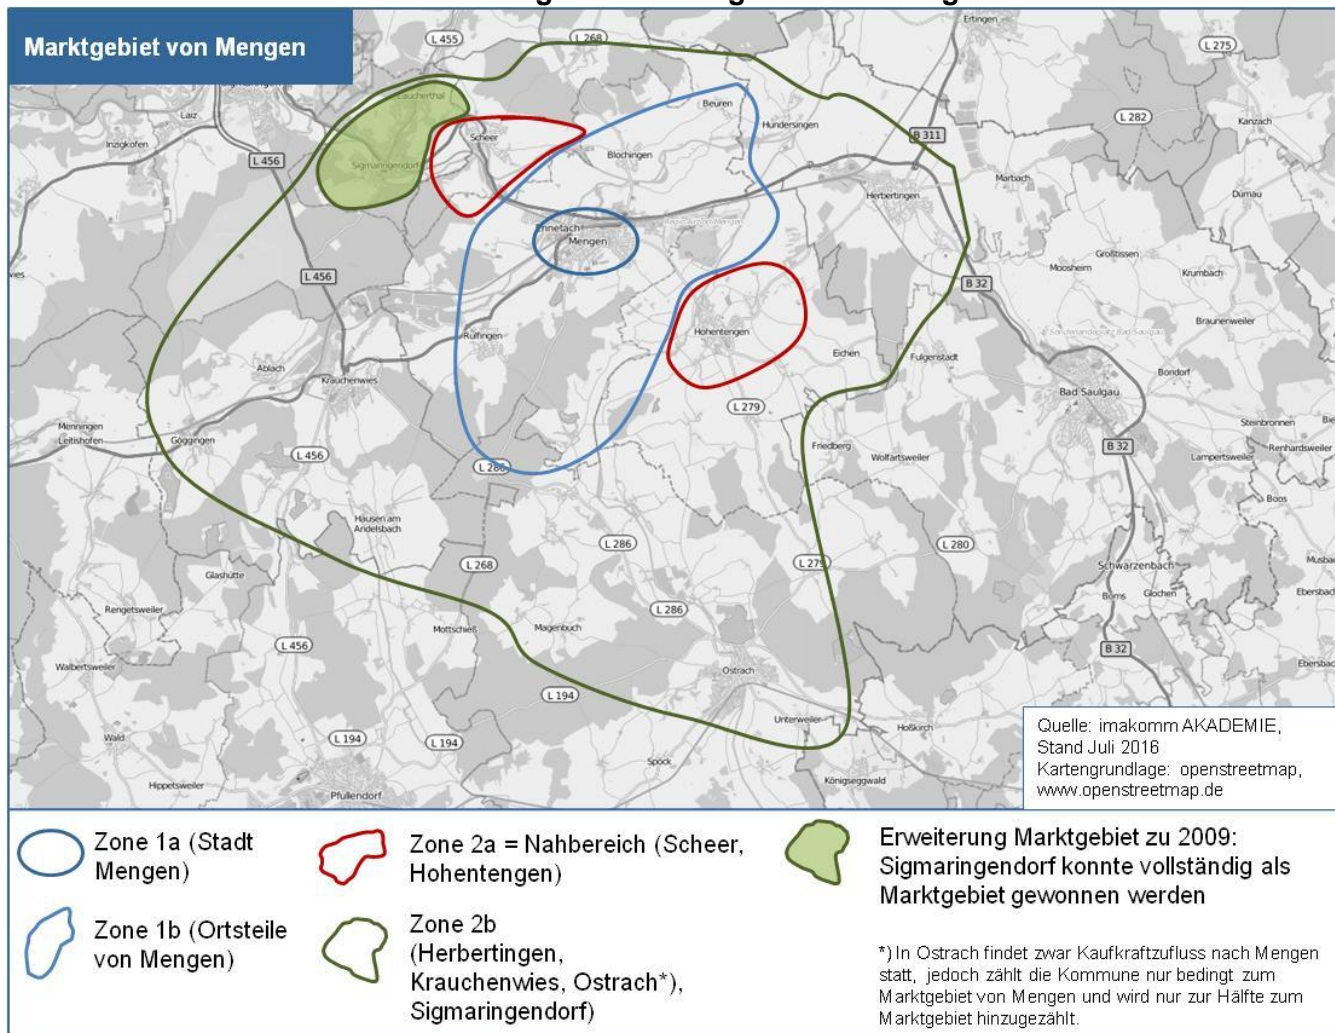 Marktgebiet von Mengen
L 455
L 268
Ertingen
L 275
Laiz
Inzigkofen
Laucherthal
Beuren
Hundersingen
L 282
Kanzach
Scheer
B 311
L 456
Sigmaringendorf
Blochingen
Marbach
Herbertingen
Dürnau
Ennetach
Mengen
L 456
Großtissen
Moosheim
Krumbach
B 32
Hohentengen
Braunenweiler
Rulfingen
Eichen
Fulgenstadt
Ablach
Krauchenwies
Bondorf
Bad Saulgau
L 279
Menningen
Leitishofen
Göggingen
Steinbronnen
L 456
Friedberg
B 32
Renhardsweiler
Wolfartsweiler
Lampertsweiler
L 286
Boos
Hausen am
Andelsbach
L 286
L 280
L 268
L 279
Schwarzenbach
Glashütte
Boms
Glochen
Ebersbach
Rengetsweiler
L 286
Mottschieß
Magenbuch
L 456
B 32
Walbertsweiler
Ostrach
L 194
Unterweiler
Hoßkirch
Wald
L 194
L 194
Spöck
Hippetsweiler
Pfullendorf
Königseggwald
Quelle: imakomm AKADEMIE,
Stand Juli 2016
Kartengrundlage: openstreetmap,
www.openstreetmap.de
Zone 1a (Stadt
Mengen)
Zone 1b (Ortsteile
von Mengen)
Zone 2a = Nahbereich (Scheer,
Hohentengen)
Zone 2b
(Herbertingen,
Krauchenwies, Ostrach*),
Sigmaringendorf)
Erweiterung Marktgebiet zu 2009:
Sigmaringendorf konnte vollständig als
Marktgebiet gewonnen werden
*) In Ostrach findet zwar Kaufkraftzufluss nach Mengen
statt, jedoch zählt die Kommune nur bedingt zum
Marktgebiet von Mengen und wird nur zur Hälfte zum
Marktgebiet hinzugezählt.